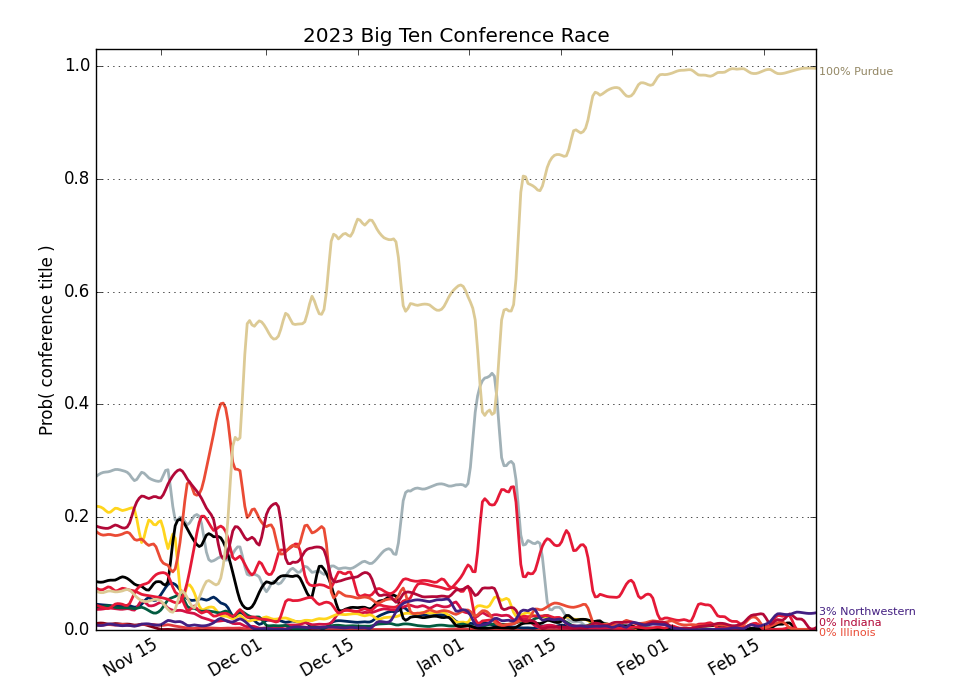 2023 Big Ten Conference Race
1.0
0.8
0.6
0.4
0.2
0.0
Prob( conference title )
100% Purdue
3% Northwestern
0% Indiana
0% Illinois
Nov 15
Dec 01
Dec 15
Jan 01
Jan 15
Feb 01
Feb 15